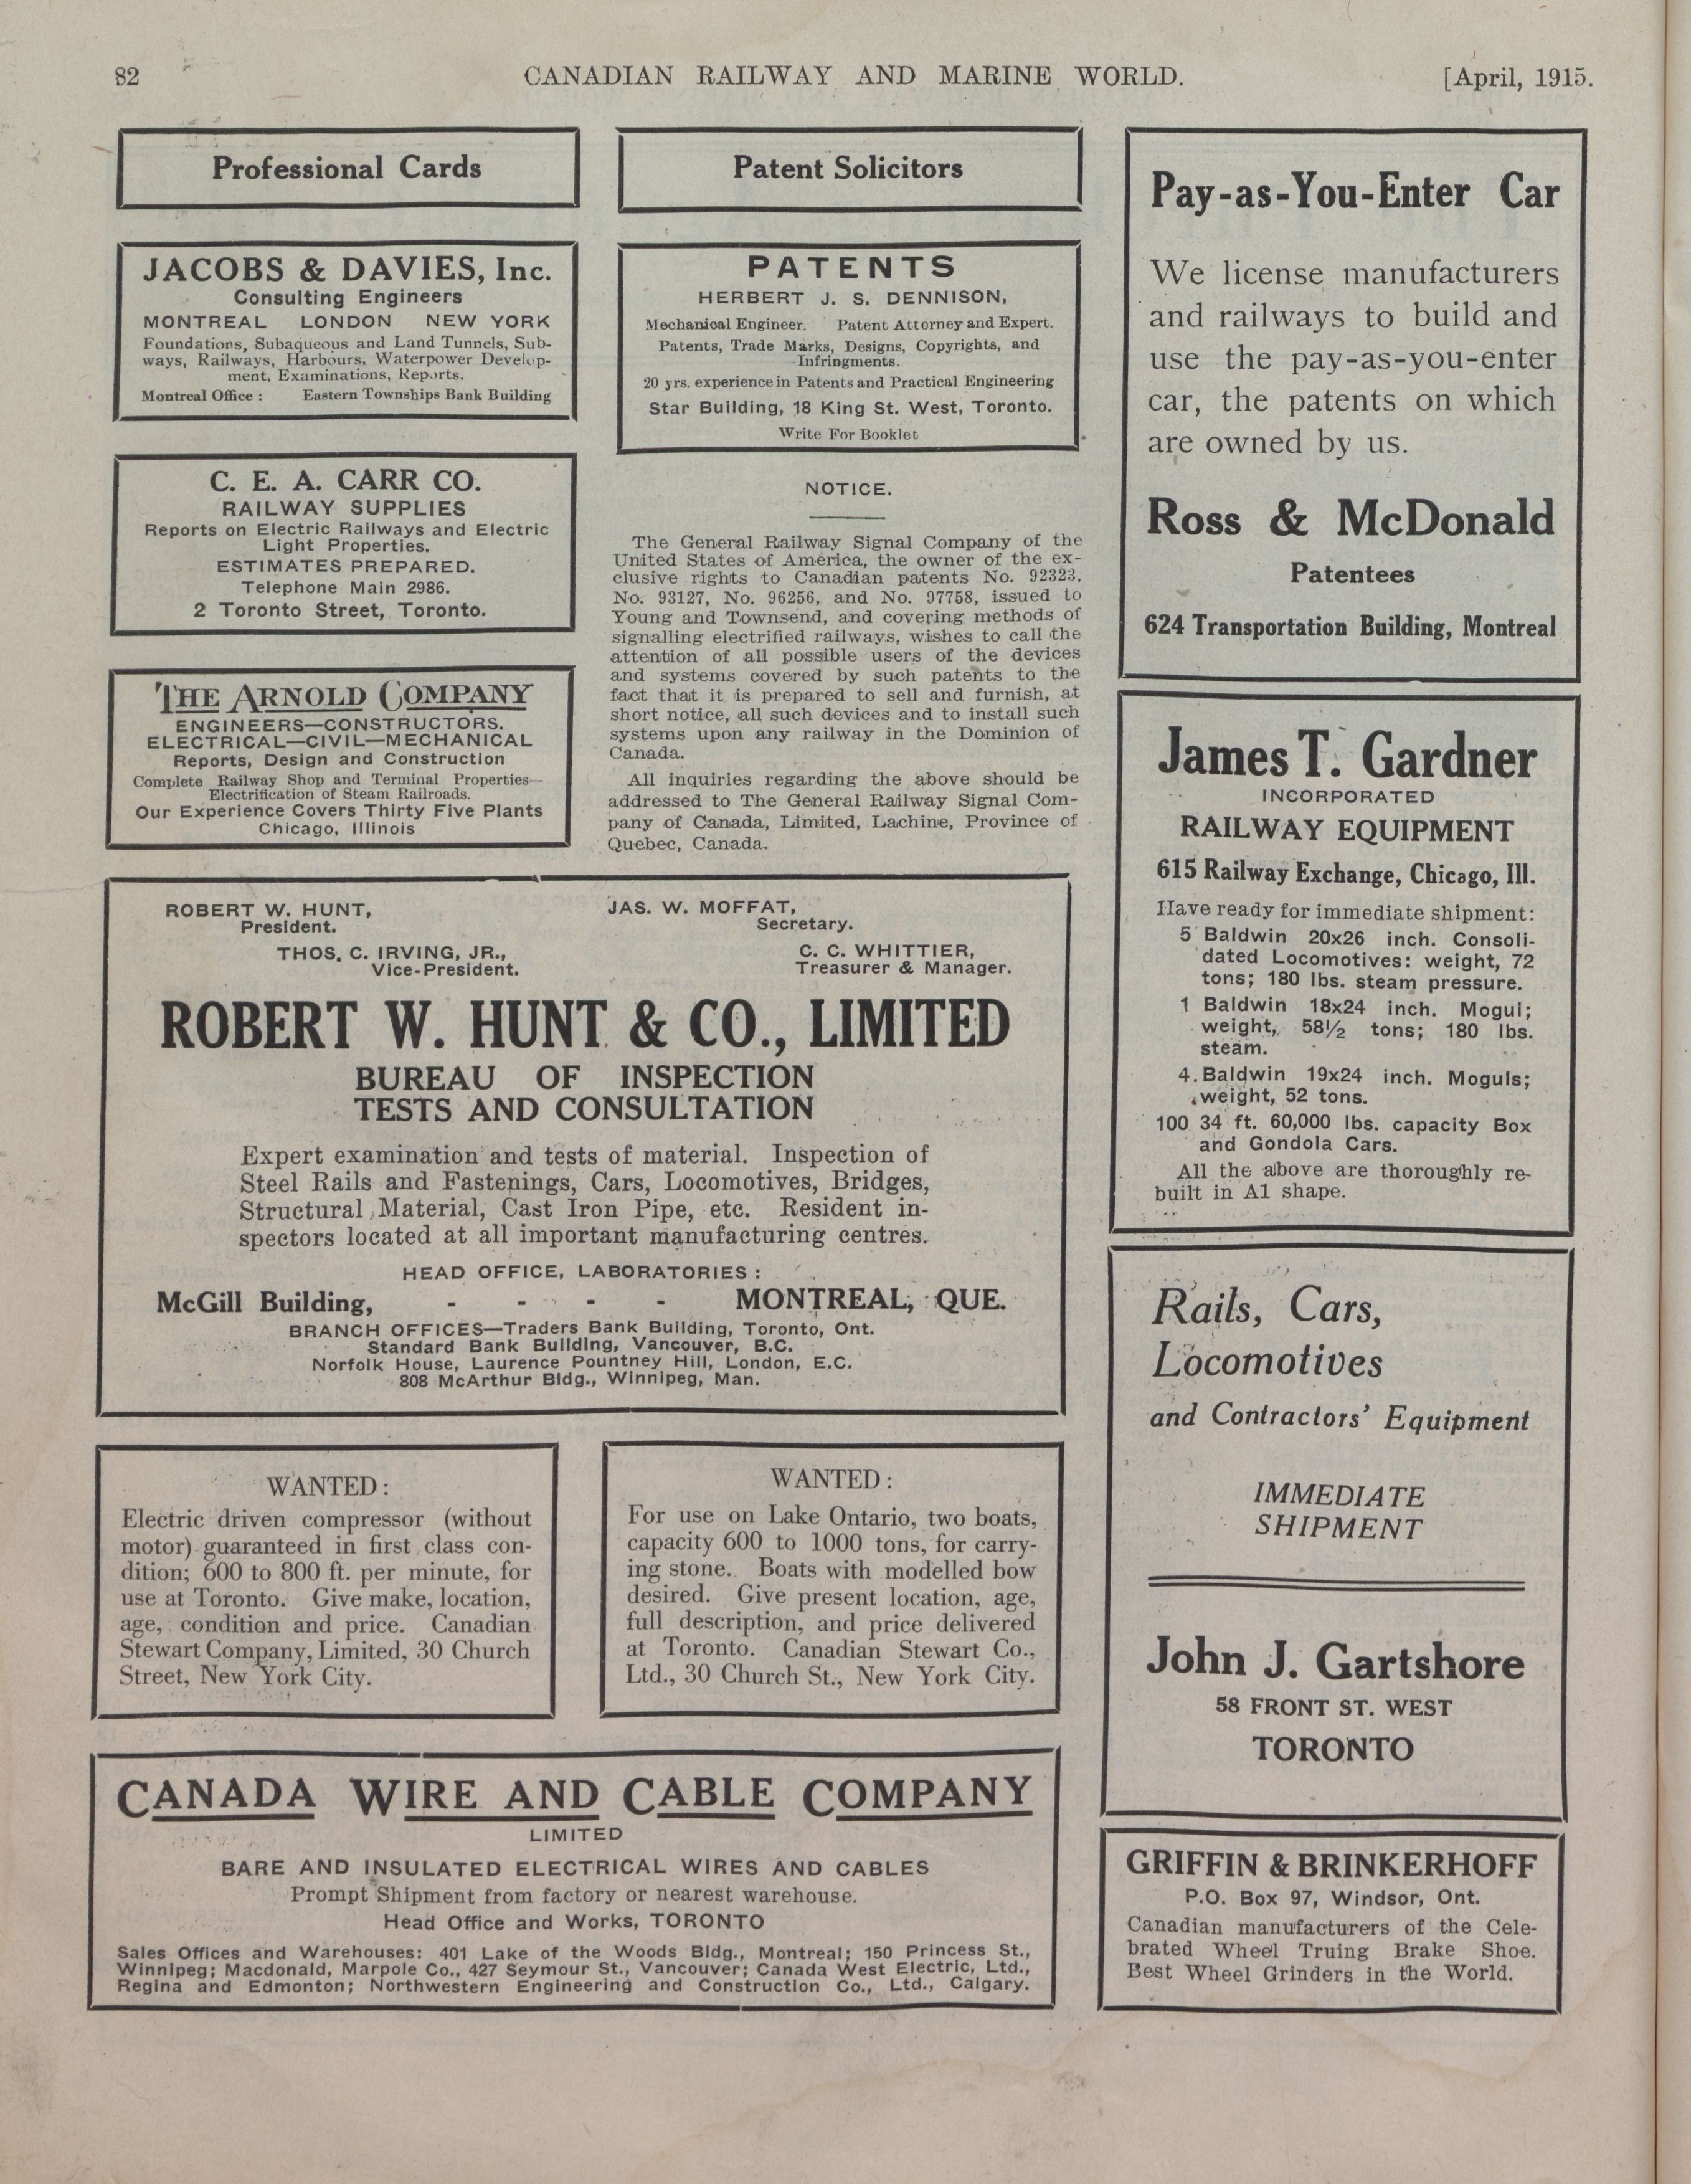 82
CANADIAN RAILWAY AND MARINE WORLD.
[April, 1915.
Professional Cards
JACOBS & DAVIES, Inc.
Consulting Engineers
MONTREAL LONDON NEW YORK
Foundations, Subaqueous and Land Tunnels, Sub-
ways, Railways, Harbours, Waterpower Develop-
ment, Examinations, Reports.
Montreal Office : Eastern Townships Bank Building
C. E. A. CARR CO.
RAILWAY SUPPLIES
Reports on Electric Railways and Electric
Light Properties.
ESTIMATES PREPARED.
Telephone Main 2986.
2 Toronto Street, Toronto.
THE ARNOLD COMPANY
ENGINEERS—CONSTRUCTORS.
ELECTRICAL—CIVIL—MECHANICAL
Reports, Design and Construction
Complete Railway Shop and Terminal Properties—
Electrification of Steam Railroads.
Our Experience Covers Thirty Five Plants
Chicago, Illinois
Patent Solicitors
PATENTS
HERBERT J. S. DENNISON,
Mechanical Engineer. Patent Attorney and Expert.
Patents, Trade Marks, Designs, Copyrights, and
Infringments.
20 yrs. experience in Patents and Practical Engineering
Star Building, 18 King St. West, Toronto.
Write For Booklet
NOTICE.
The General Railway Signal Company of the
United States of America, the owner of the ex-
clusive rights to Canadian patents No. 92323,
No. 93127, No. 96256, and No. 97758, issued to
Young and Townsend, and covering methods of
signalling electrified railways, wishes to call the
attention of all possible users of the devices
and systems covered by such patents to the
fact that it is prepared to sell and furnish, at
short notice, all such devices and to install such
systems upon any railway in the Dominion of
Canada.
All inquiries regarding the above should be
addressed to The General Railway Signal Com-
pany of Canada, Limited, Lachine, Province of
Quebec, Canada.
ROBERT W. HUNT,
President.
JAS. W. MOFFAT,
Secretary.
THOS. C. IRVING, JR.,
Vice-President.
C. C. WHITTIER,
Treasurer & Manager.
ROBERT W. HUNT & CO., LIMITED
BUREAU OF INSPECTION
TESTS AND CONSULTATION
Expert examination and tests of material. Inspection of
Steel Rails and Fastenings, Cars, Locomotives, Bridges,
Structural Material, Cast Iron Pipe, etc. Resident in-
spectors located at all important manufacturing centres.
HEAD OFFICE, LABORATORIES :
McGill Building, - - - - MONTREAL, QUE.
BRANCH OFFICES—Traders Bank Building, Toronto, Ont.
Standard Bank Building, Vancouver, B.C.
Norfolk House, Laurence Pountney Hill, London, E.C.
808 McArthur Bldg., Winnipeg, Man.
WANTED :
Electric driven compressor (without
motor) guaranteed in first class con-
dition; 600 to 800 ft. per minute, for
use at Toronto. Give make, location,
age, condition and price. Canadian
Stewart Company, Limited, 30 Church
Street, New York City.
WANTED :
For use on Lake Ontario, two boats,
capacity 600 to 1000 tons, for carry-
ing stone. Boats with modelled bow
desired. Give present location, age,
full description, and price delivered
at Toronto. Canadian Stewart Co.,
Ltd., 30 Church St., New York City.
CANADA WIRE AND CABLE COMPANY
LIMITED
BARE AND INSULATED ELECTRICAL WIRES AND CABLES
Prompt Shipment from factory or nearest warehouse.
Head Office and Works, TORONTO
Sales Offices and Warehouses: 401 Lake of the Woods Bldg., Montreal; 150 Princess St.,
Winnipeg; Macdonald, Marpole Co., 427 Seymour St., Vancouver; Canada West Electric, Ltd.,
Regina and Edmonton; Northwestern Engineering and Construction Co., Ltd., Calgary.
Pay-as-You-Enter Car
We license manufacturers
and railways to build and
use the pay-as-you-enter
car, the patents on which
are owned by us.
Ross & McDonald
Patentees
624 Transportation Building, Montreal
James T. Gardner
INCORPORATED
RAILWAY EQUIPMENT
615 Railway Exchange, Chicago, Ill.
Have ready for immediate shipment:
5 Baldwin 20x26 inch. Consoli-
dated Locomotives: weight, 72
tons; 180 lbs. steam pressure.
1 Baldwin 18x24 inch. Mogul;
weight, 58½ tons; 180 lbs.
steam.
4 Baldwin 19x24 inch. Moguls;
weight, 52 tons.
100 34 ft. 60,000 lbs. capacity Box
and Gondola Cars.
All the above are thoroughly re-
built in A1 shape.
Rails, Cars,
Locomotives
and Contractors' Equipment
IMMEDIATE
SHIPMENT
John J. Gartshore
58 FRONT ST. WEST
TORONTO
GRIFFIN & BRINKERHOFF
P.O. Box 97, Windsor, Ont.
Canadian manufacturers of the Cele-
brated Wheel Truing Brake Shoe.
Best Wheel Grinders in the World.